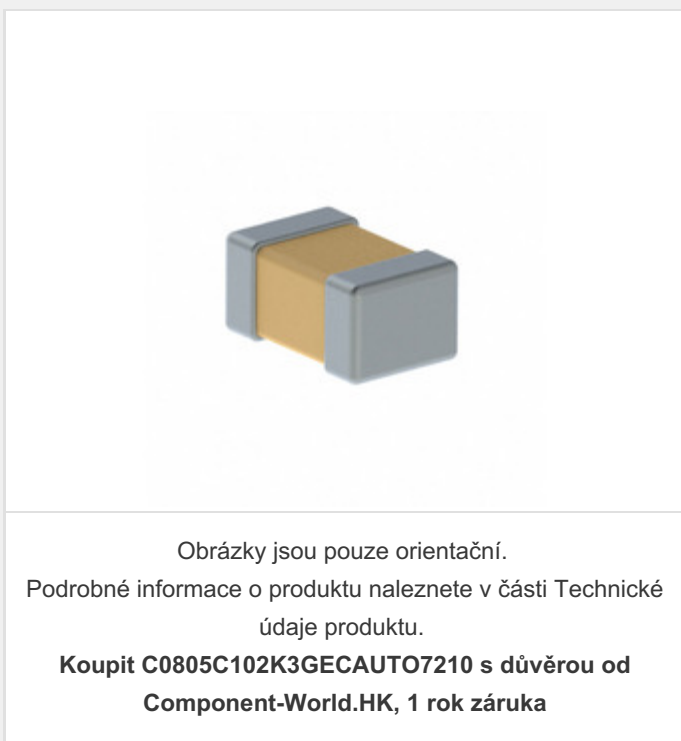 Obrázky jsou pouze orientační.
Podrobné informace o produktu naleznete v části Technické
údaje produktu.
Koupit C0805C102K3GECAUTO7210 s důvěrou od
Component-World.HK, 1 rok záruka